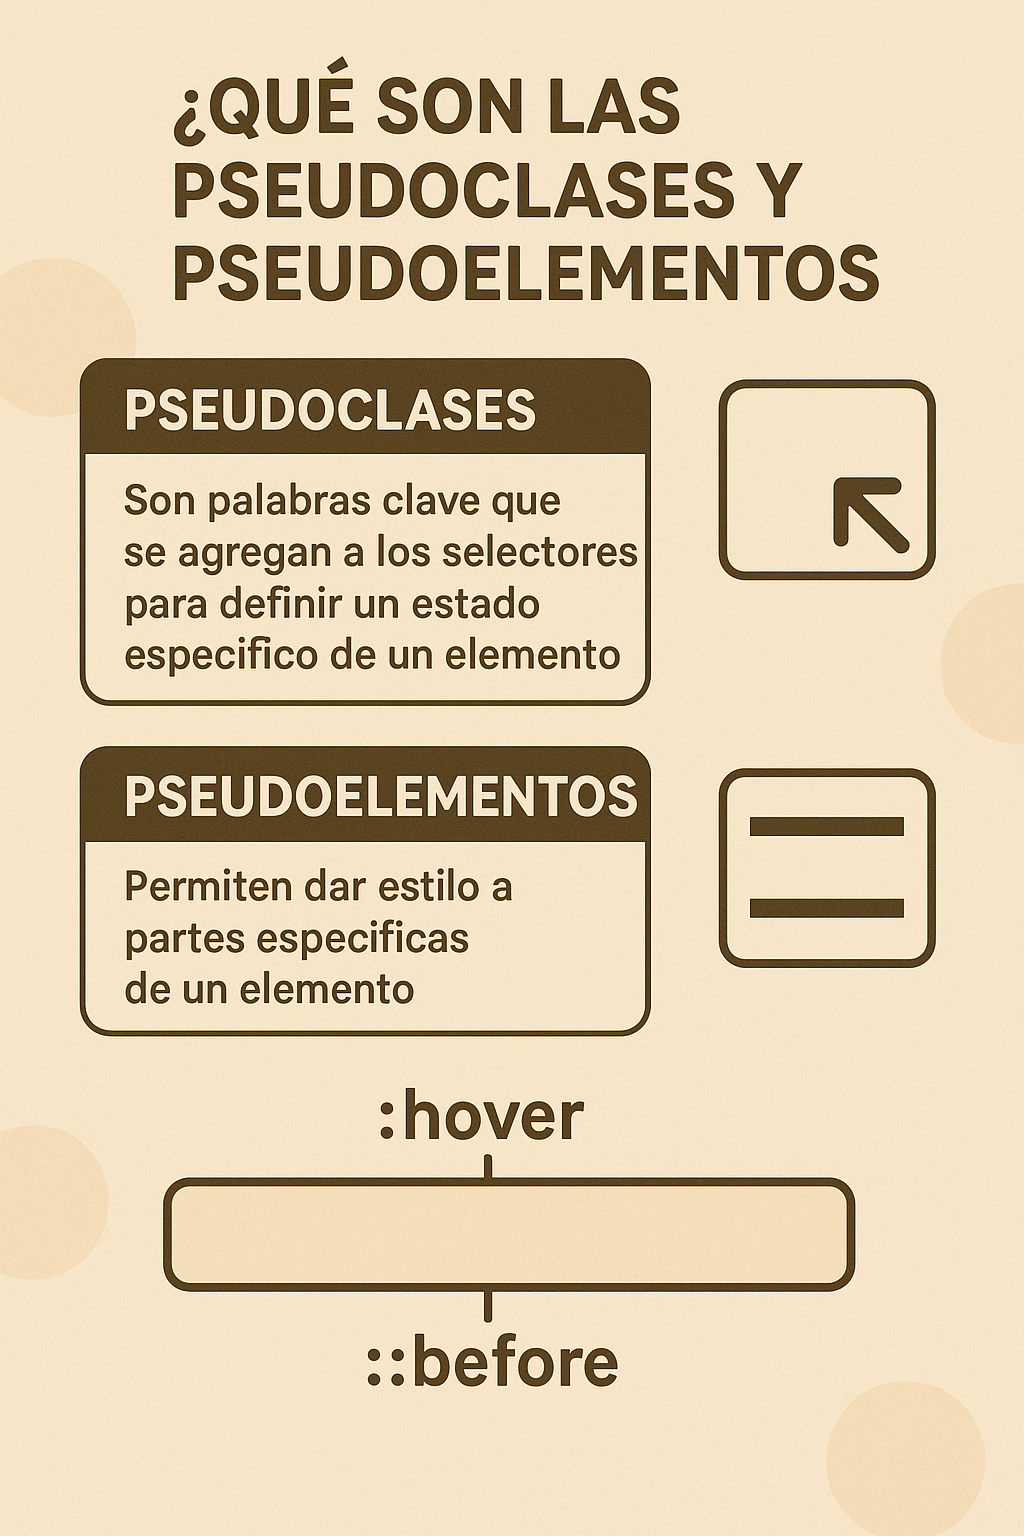 ¿QUÉ SON LAS
PSEUDOCLASES Y
PSEUDOELEMENTOS
PSEUDOCLASES
Son palabras clave que
se agregan a los selectores
para definir un estado
especifico de un elemento
PSEUDOELEMENTOS
Permiten dar estilo a
partes especificas
de un elemento
:hover
::before